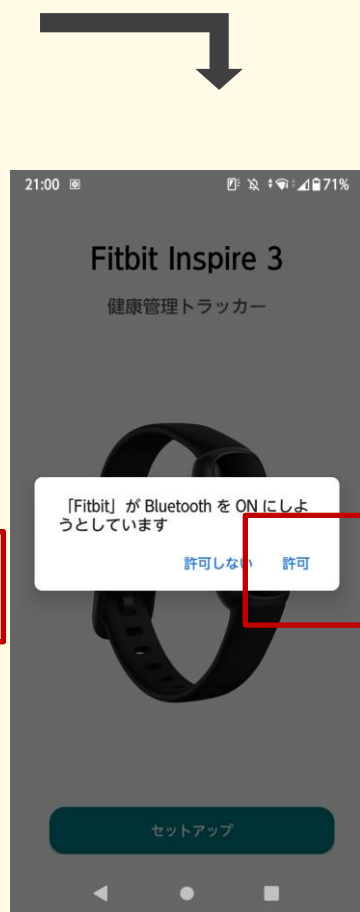 21:00
71%
Fitbit Inspire 3
健康管理トラッカー
「Fitbit」が Bluetooth を ON にしよ
うとしています
許可しない 許可
セットアップ